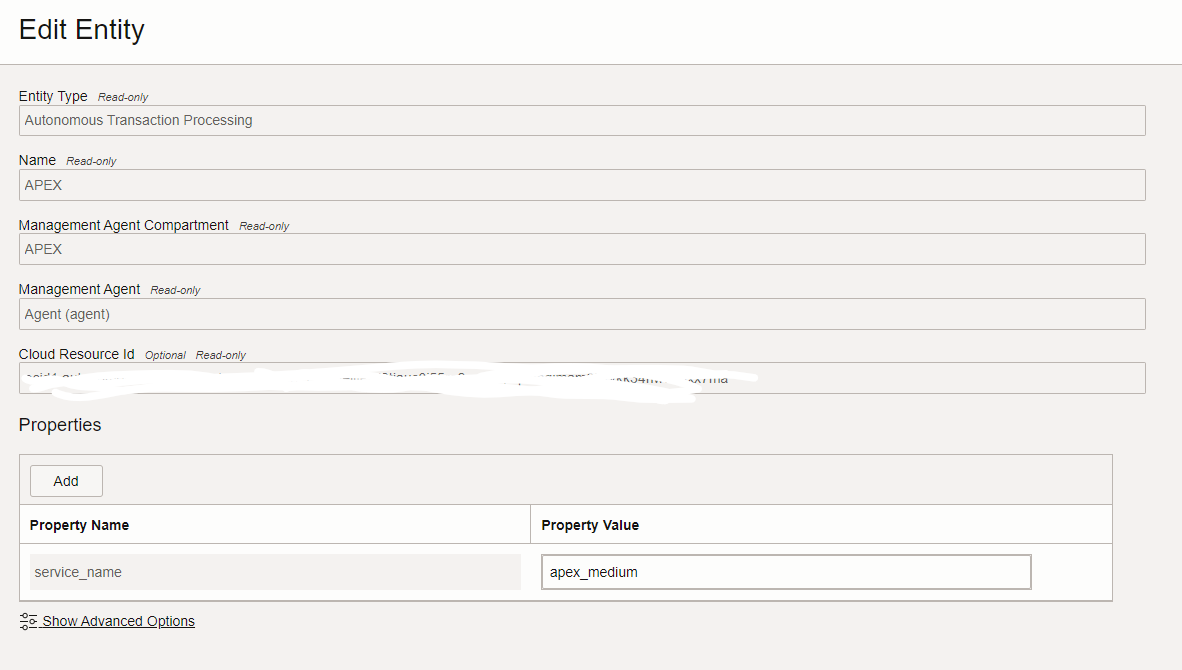 Edit Entity
Entity Type Read-only
Autonomous Transaction Processing
Name Read-only
APEX
Management Agent Compartment Read-only
APEX
Management Agent Read-only
Agent (agent)
Cloud Resource Id Optional Read-only
Properties
Add
Property Name Property Value
service_name apex_medium
Show Advanced Options